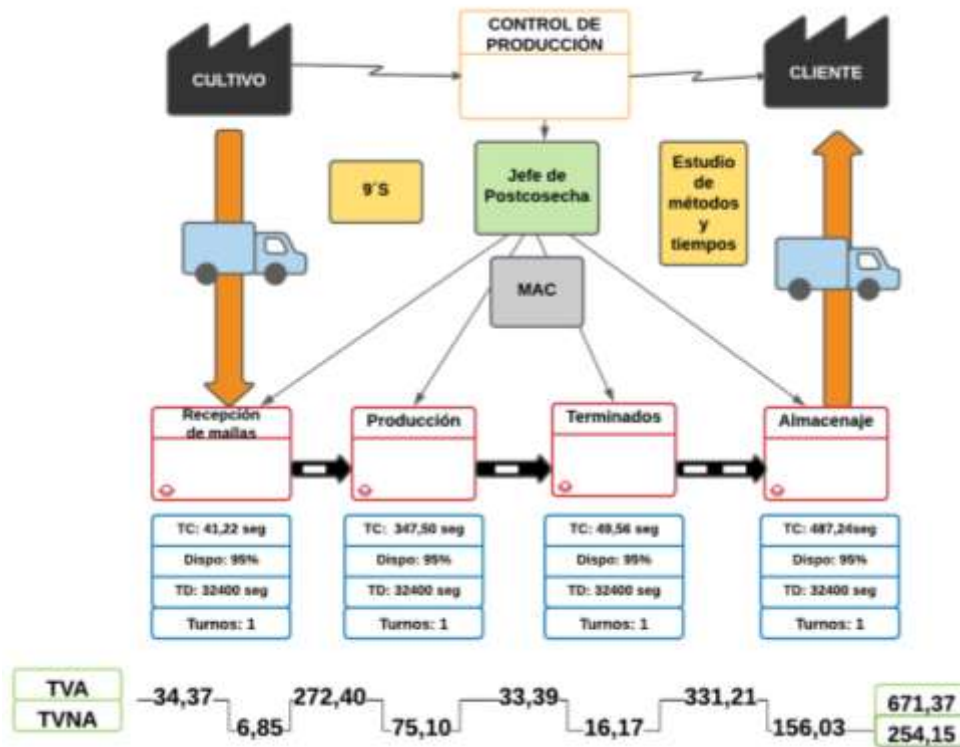 CONTROL DE
PRODUCCIÓN
CULTIVO
CLIENTE
9´S
Jefe de
Postcosecha
Estudio
de
métodos
y
tiempos
MAC
Recepción
de mallas
Producción
Terminados
Almacenaje
TC: 41,22 seg
TC: 347,50 seg
TC: 49,56 seg
TC: 487,24seg
Dispo: 95%
Dispo: 95%
Dispo: 95%
Dispo: 95%
TD: 32400 seg
TD: 32400 seg
TD: 32400 seg
TD: 32400 seg
Turnos: 1
Turnos: 1
Turnos: 1
Turnos: 1
TVA
34,37
272,40
33,39
331,21
671,37
TVNA
6,85
75,10
16,17
156,03
254,15